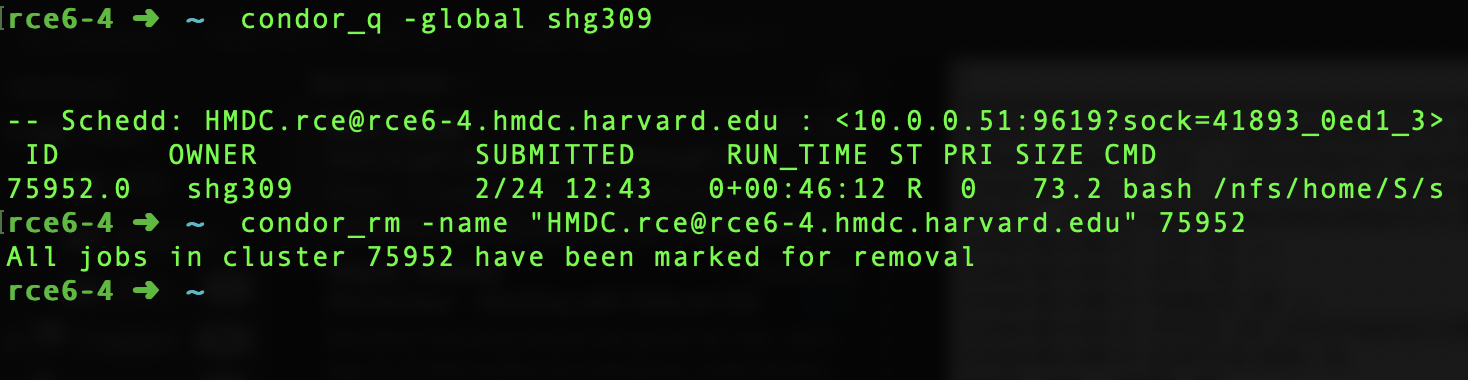 rce6-4 ➜ ~ condor_q -global shg309
-- Schedd: HMDC.rce@rce6-4.hmdc.harvard.edu : <10.0.0.51:9619?sock=41893_0ed1_3>
ID OWNER SUBMITTED RUN_TIME ST PRI SIZE CMD
75952.0 shg309 2/24 12:43 0+00:46:12 R 0 73.2 bash /nfs/home/S/s
rce6-4 ➜ ~ condor_rm -name "HMDC.rce@rce6-4.hmdc.harvard.edu" 75952
All jobs in cluster 75952 have been marked for removal
rce6-4 ➜ ~